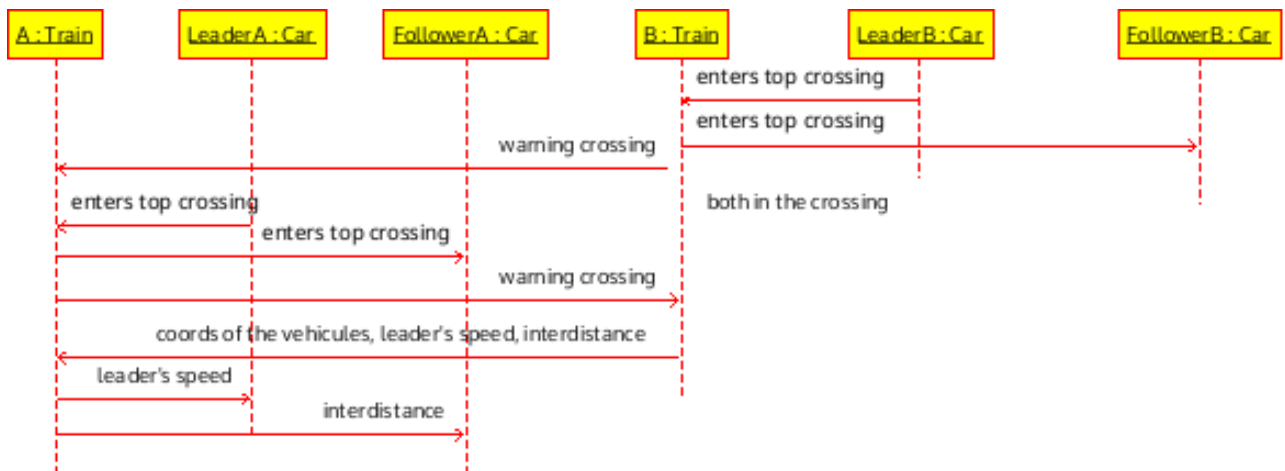 A : Train
LeaderA : Car
FollowerA : Car
B : Train
LeaderB : Car
FollowerB : Car
enters top crossing
enters top crossing
warning crossing
enters top crossing
both in the crossing
enters top crossing
warning crossing
coords of the vehicules, leader's speed, interdistance
leader's speed
interdistance